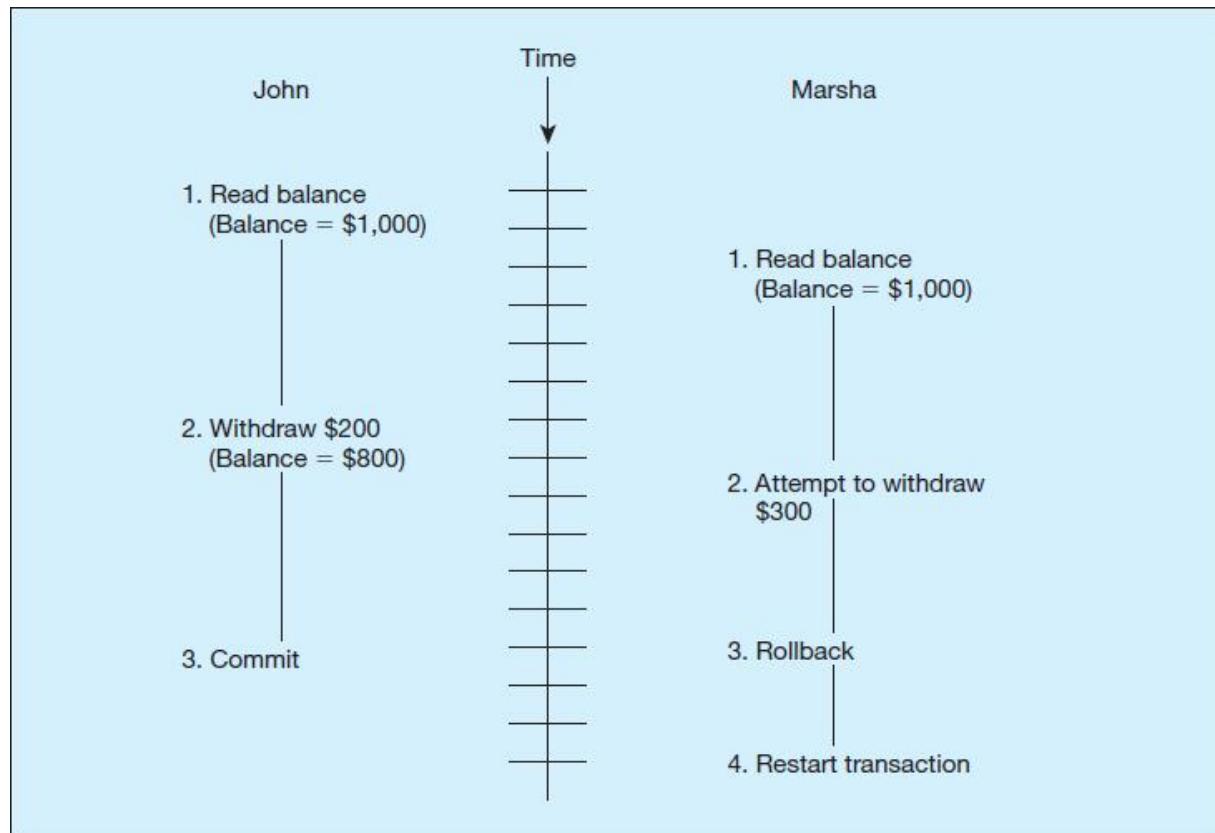 Time
John
Marsha
1. Read balance
(Balance = $1,000)
1. Read balance
(Balance = $1,000)
2. Withdraw $200
(Balance = $800)
2. Attempt to withdraw
$300
3. Commit
3. Rollback
4. Restart transaction